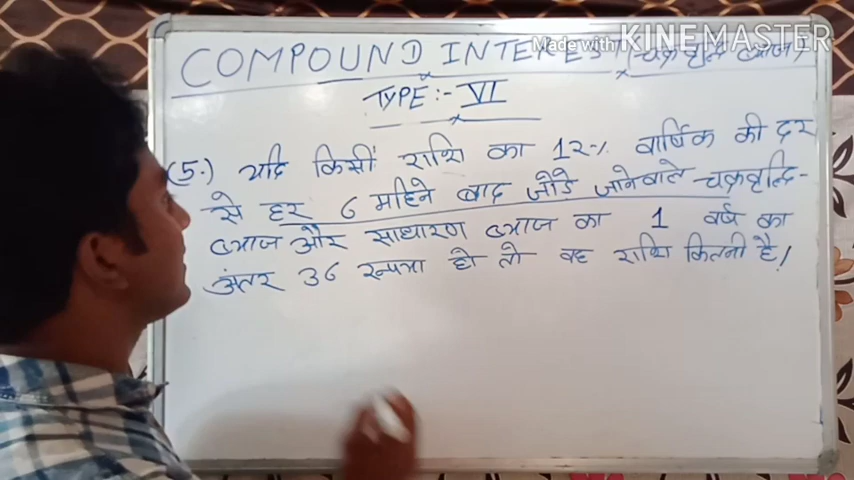 COMPOUND INTERES (चक्रवृद्धि ब्याज)
Made with KINEMASTER
TYPE:- VI
(5.) यदि किसीं राशि का 12% वार्षिक की दर
से हर 6 महिने बाद जोड़े जानेवाले चक्रवृद्धि-
ब्याज और साधारण ब्याज का 1 वर्ष का
अंतर 36 रूपया हो तो वह राशि कितनी है।